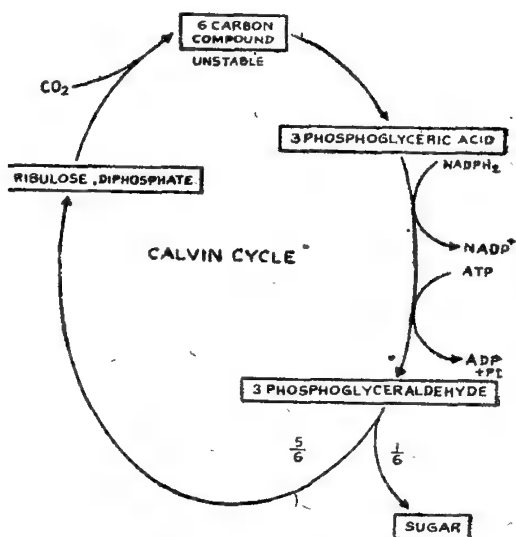 6 CARBON
COMPOUND
UNSTABLE
CO2
3 PHOSPHOGLYCERIC ACID
NADPH2
RIBULOSE, DIPHOSPHATE
NADP+
CALVIN CYCLE
ATP
ADP
+PI
3 PHOSPHOGLYCERALDEHYDE
5/6
1/6
SUGAR